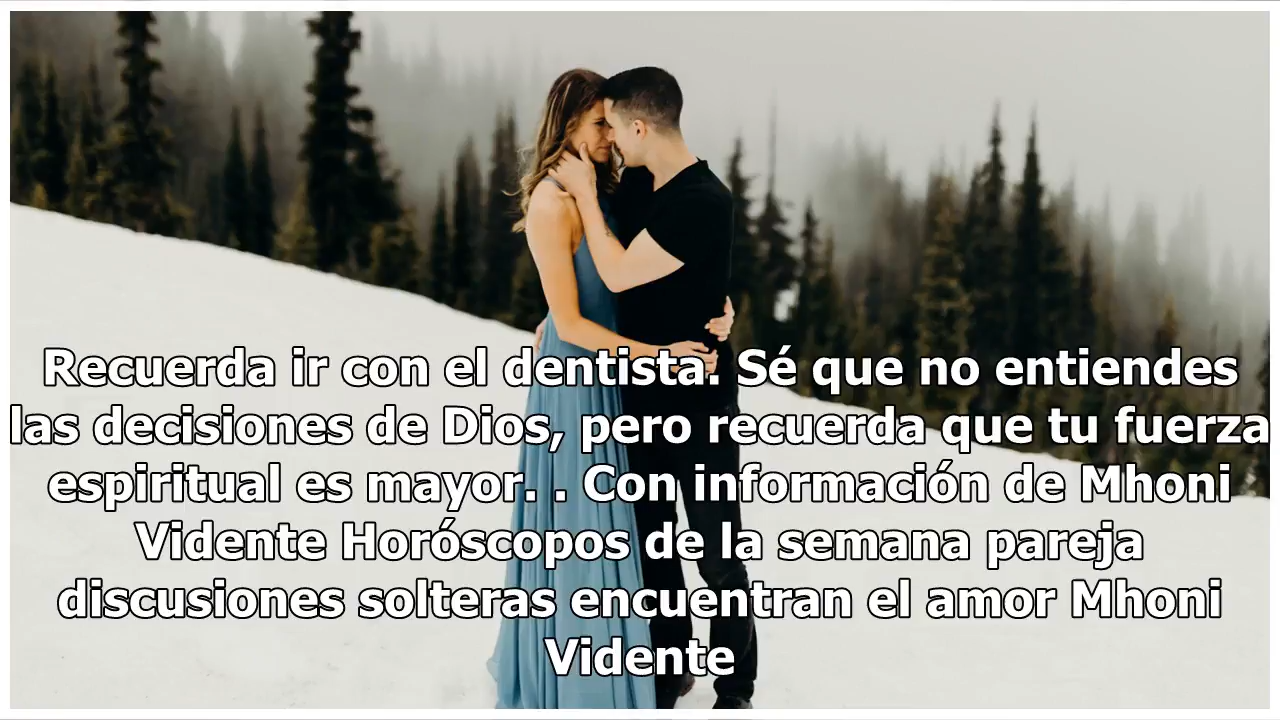 Recuerda ir con el dentista. Sé que no entiendes
las decisiones de Dios, pero recuerda que tu fuerza
espiritual es mayor. . Con información de Mhoni
Vidente Horóscopos de la semana pareja
discusiones solteras encuentran el amor Mhoni
Vidente